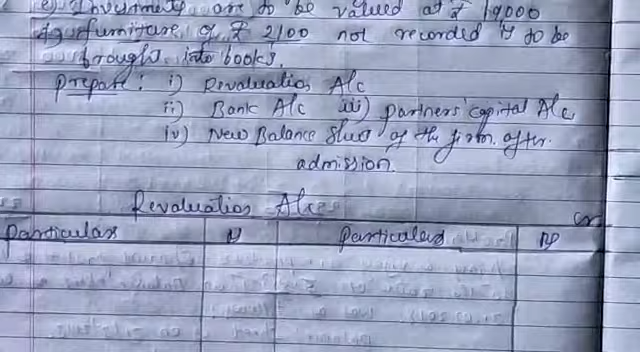 e) Investments are to be valued at ₹ 19,000
furniture of ₹ 2100 not recorded is to be
brought into books.
prepare: i) Revaluation A/c
ii) Bank A/c iii) partners' capital A/c
iv) New Balance Sheet of the firm after
admission.
Revaluation A/c
cr
particular ₹ particulars ₹